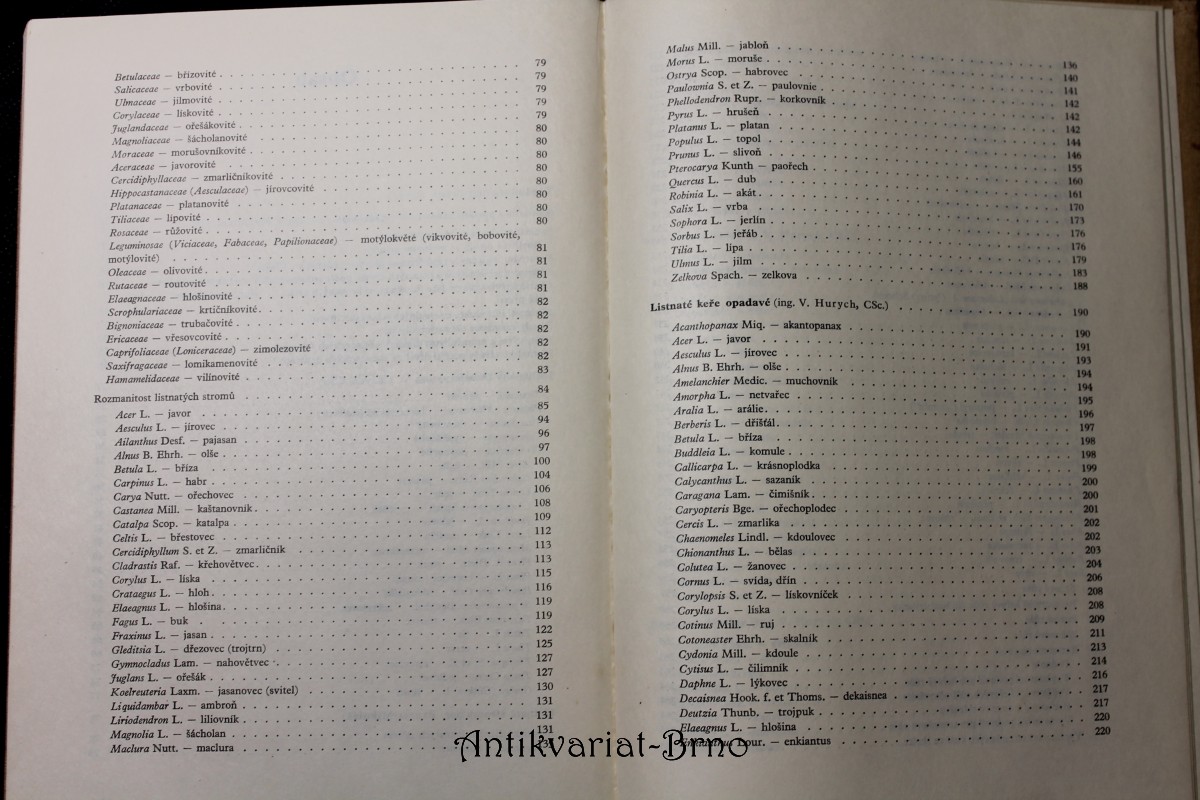 Betulaceae — břízovité 79
Salicaceae — vrbovité 79
Ulmaceae — jilmovité 79
Corylaceae — lískovité 79
Juglandaceae — ořešákovité 79
Magnoliaceae — šácholanovité 80
Moraceae — morušovníkovité 80
Aceraceae — javorovité 80
Cercidiphyllaceae — zmarličníkovité 80
Hippocastanaceae (Aesculaceae) — jírovcovité 80
Platanaceae — platanovité 80
Tiliaceae — lipovité 80
Rosaceae — růžovité 80
Leguminosae (Viciaceae, Fabaceae, Papilionaceae) — motýlokvěté (vikvovité, bobovité,
motýlovité) 81
Oleaceae — olivovité 81
Rutaceae — routovité 81
Elaeagnaceae — hlošinovité 81
Scrophulariaceae — krtičníkovité 82
Bignoniaceae — trubačovité 82
Ericaceae — vřesovcovité 82
Caprifoliaceae (Loniceraceae) — zimolezovité 82
Saxifragaceae — lomikamenovité 82
Hamamelidaceae — vilínovité 83
Rozmanitost listnatých stromů 84
Acer L. — javor 85
Aesculus L. — jírovec 94
Ailanthus Desf. — pajasan 96
Alnus B. Ehrh. — olše 97
Betula L. — bříza 100
Carpinus L. — habr 104
Carya Nutt. — ořechovec 106
Castanea Mill. — kaštanovník 108
Catalpa Scop. — katalpa 109
Celtis L. — břestovec 112
Cercidiphyllum S. et Z. — zmarličník 113
Cladrastis Raf. — křehovětvec 113
Corylus L. — líska 115
Crataegus L. — hloh 116
Elaeagnus L. — hlošina 119
Fagus L. — buk 119
Fraxinus L. — jasan 122
Gleditsia L. — dřezovec (trojtrn) 125
Gymnocladus Lam. — nahovětvec 127
Juglans L. — ořešák 127
Koelreuteria Laxm. — jasanovec (svitel) 130
Liquidambar L. — ambroň 131
Liriodendron L. — liliovník 131
Magnolia L. — šácholan 131
Maclura Nutt. — maclura
Malus Mill. — jabloň 136
Morus L. — moruše 140
Ostrya Scop. — habrovec 141
Paulownia S. et Z. — paulovnie 142
Phellodendron Rupr. — korkovník 142
Pyrus L. — hrušeň 142
Platanus L. — platan 144
Populus L. — topol 146
Prunus L. — slivoň 155
Pterocarya Kunth — paořech 160
Quercus L. — dub 161
Robinia L. — akát 170
Salix L. — vrba 173
Sophora L. — jerlín 176
Sorbus L. — jeřáb 176
Tilia L. — lípa 179
Ulmus L. — jilm 183
Zelkova Spach. — zelkova 188
Listnaté keře opadavé (ing. V. Hurych, CSc.) 190
Acanthopanax Miq. — akantopanax 190
Acer L. — javor 191
Aesculus L. — jírovec 193
Alnus B. Ehrh. — olše 194
Amelanchier Medic. — muchovník 194
Amorpha L. — netvařec 195
Aralia L. — arálie 196
Berberis L. — dřišťál 197
Betula L. — bříza 198
Buddleia L. — komule 198
Callicarpa L. — krásnoplodka 199
Calycanthus L. — sazaník 200
Caragana Lam. — čimišník 200
Caryopteris Bge. — ořechoplodec 201
Cercis L. — zmarlika 202
Chaenomeles Lindl. — kdoulovec 202
Chionanthus L. — bělas 203
Colutea L. — žanovec 204
Cornus L. — svída, dřín 206
Corylopsis S. et Z. — lískovníček 208
Corylus L. — líska 208
Cotinus Mill. — ruj 209
Cotoneaster Ehrh. — skalník 211
Cydonia Mill. — kdoule 213
Cytisus L. — čilimník 214
Daphne L. — lýkovec 216
Decaisnea Hook. f. et Thoms. — dekaisnea 217
Deutzia Thunb. — trojpuk 217
Elaeagnus L. — hlošina 220
Lour. — enkiantus 220
Antikvariat-Brno